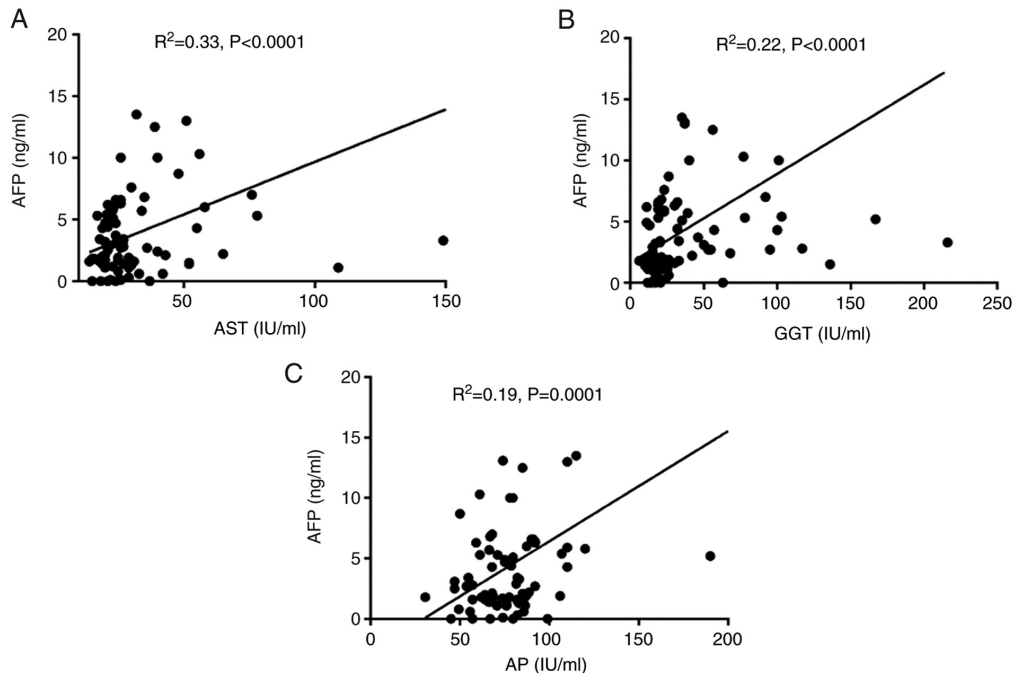 A
R²=0.33, P<0.0001
20
15
10
5
0
AFP (ng/ml)
50
100
150
AST (IU/ml)
B
R²=0.22, P<0.0001
20
15
10
5
0
AFP (ng/ml)
0
50
100
150
200
250
GGT (IU/ml)
C
R²=0.19, P=0.0001
20
15
10
5
0
AFP (ng/ml)
0
50
100
150
200
AP (IU/ml)